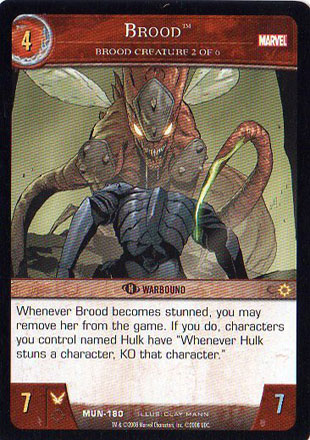 4
BROOD™
BROOD CREATURE 2 OF 6
MARVEL
WARBOUND
Whenever Brood becomes stunned, you may
remove her from the game. If you do, characters
you control named Hulk have "Whenever Hulk
stuns a character, KO that character."
7
MUN-180
ILLUS: CLAY MANN
7